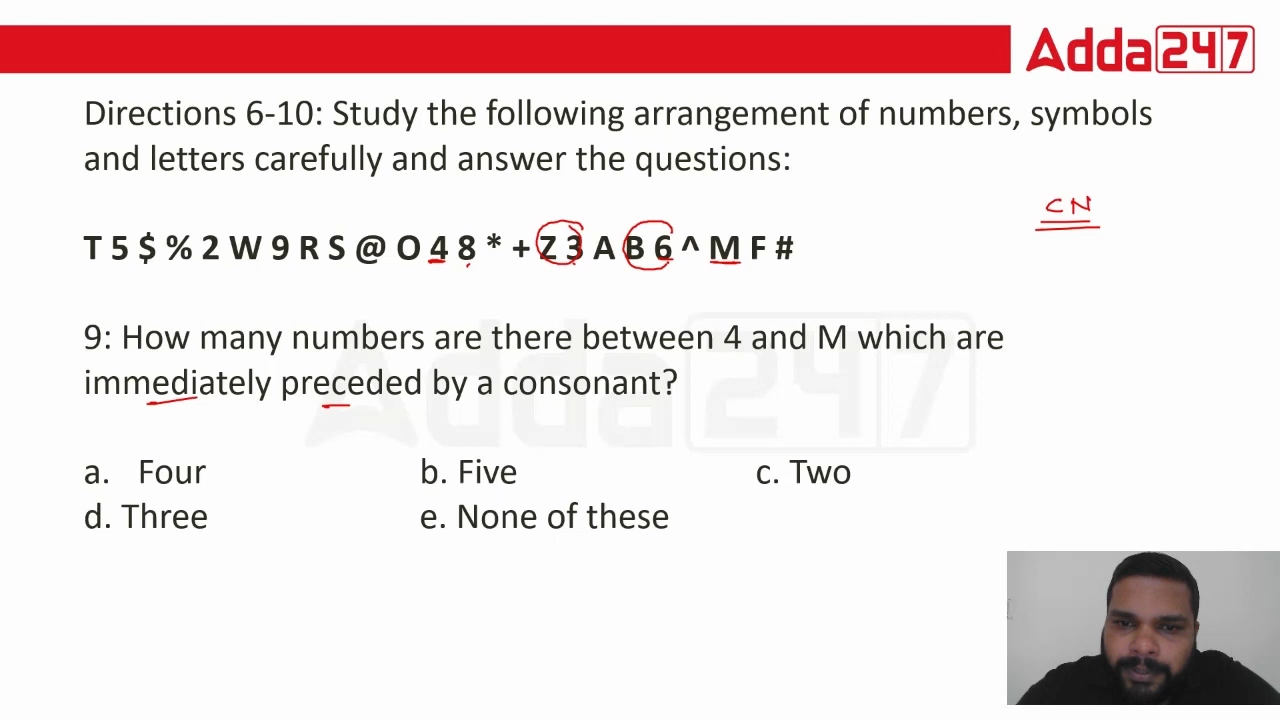 Adda247
Directions 6-10: Study the following arrangement of numbers, symbols
and letters carefully and answer the questions:
CN
T 5 $ % 2 W 9 R S @ O 4 8 * + Z 3 A B 6 ^ M F #
9: How many numbers are there between 4 and M which are
immediately preceded by a consonant?
Adda247
a. Four b. Five c. Two
d. Three e. None of these